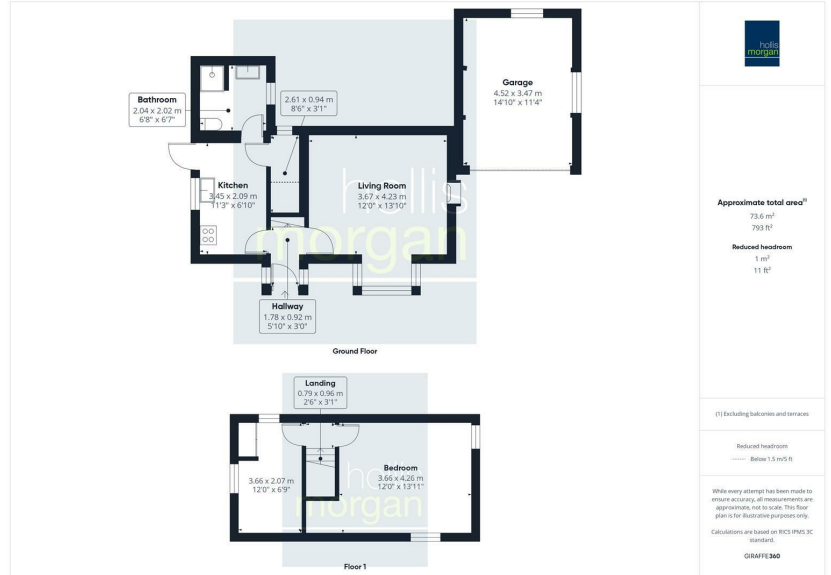 Bathroom
2.04 x 2.02 m
6'8" x 6'7"
2.61 x 0.94 m
8'6" x 3'1"
Garage
4.52 x 3.47 m
14'10" x 11'4"
Kitchen
3.45 x 2.09 m
11'3" x 6'10"
Living Room
3.67 x 4.23 m
12'0" x 13'10"
hollis
morgan
Hallway
1.78 x 0.92 m
5'10" x 3'0"
Ground Floor
Landing
0.79 x 0.96 m
2'6" x 3'1"
3.66 x 2.07 m
12'0" x 6'9"
Bedroom
3.66 x 4.26 m
12'0" x 13'11"
hollis
morgan
Floor 1
hollis
morgan
Approximate total area⁽¹⁾
73.6 m²
793 ft²
Reduced headroom
1 m²
11 ft²
(1) Excluding balconies and terraces
Reduced headroom
Below 1.5 m/5 ft
While every attempt has been made to
ensure accuracy, all measurements are
approximate, not to scale. This floor
plan is for illustrative purposes only.
Calculations are based on RICS IPMS 3C
standard.
GIRAFFE360